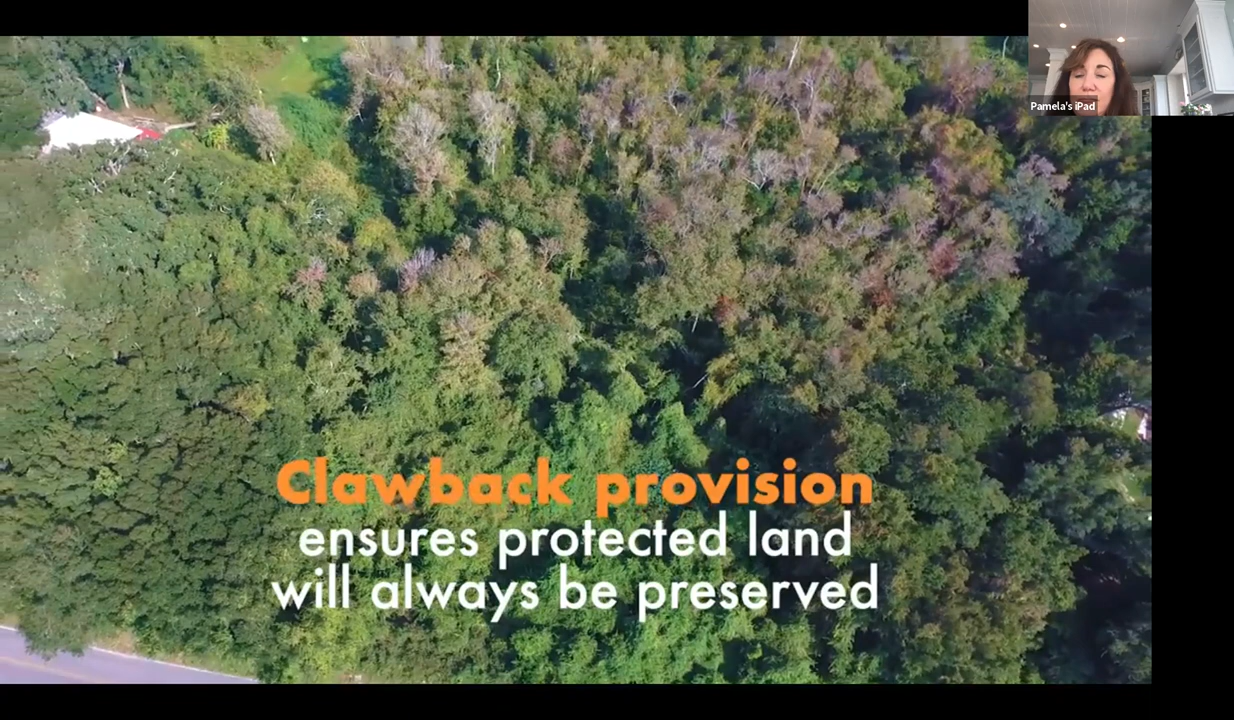 Pamela's iPad
Clawback provision
ensures protected land
will always be preserved